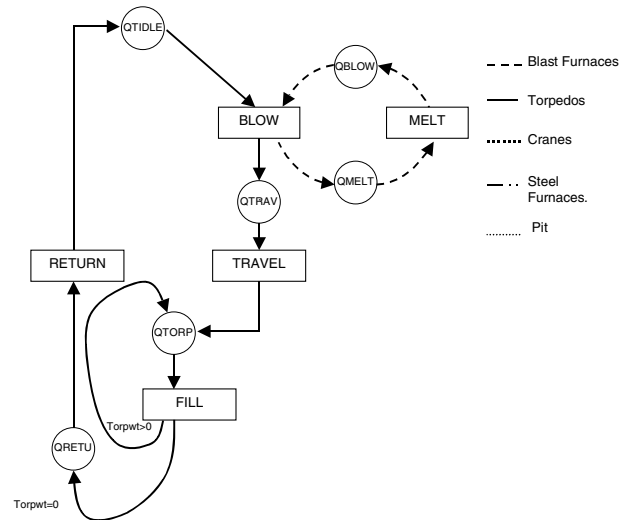 QTIDLE
QBLOW
BLOW
MELT
QMELT
QTRAV
RETURN
TRAVEL
QTORP
FILL
Torpwt>0
QRETU
Torpwt=0
Blast Furnaces
Torpedos
Cranes
Steel
Furnaces.
Pit